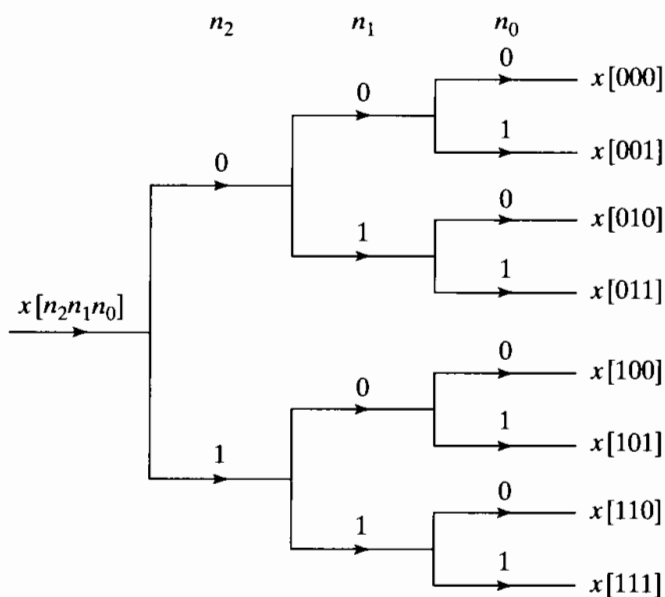 n₂ n₁ n₀
0 x[000]
0
1 x[001]
0
0 x[010]
1
1 x[011]
x[n₂n₁n₀]
0 x[100]
0
1 x[101]
1
0 x[110]
1
1 x[111]